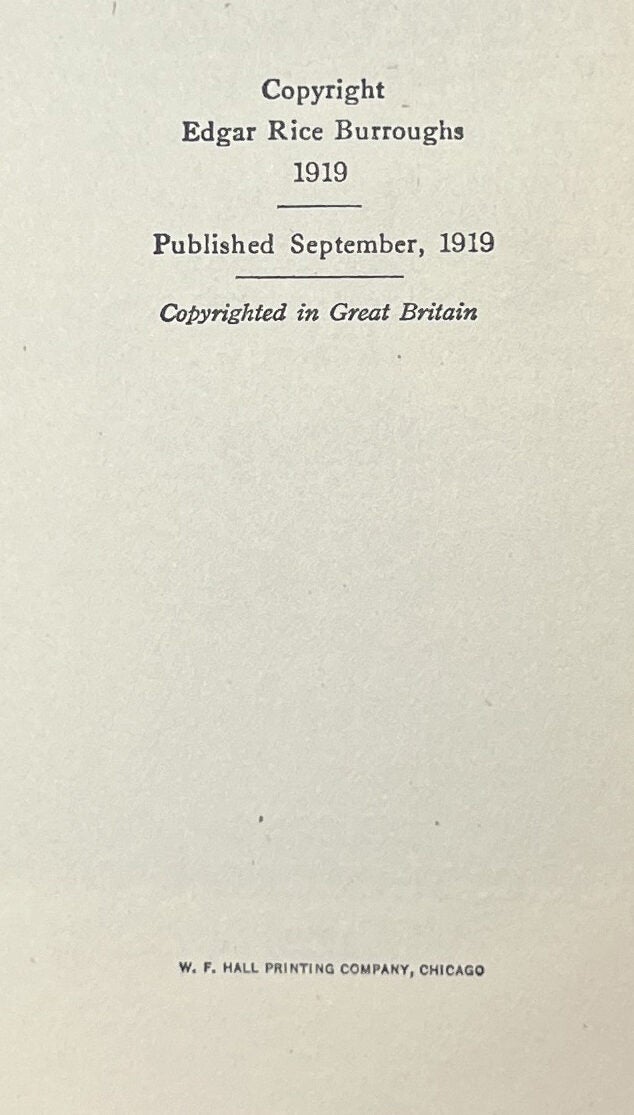 Copyright
Edgar Rice Burroughs
1919
Published September, 1919
Copyrighted in Great Britain
W. F. HALL PRINTING COMPANY, CHICAGO